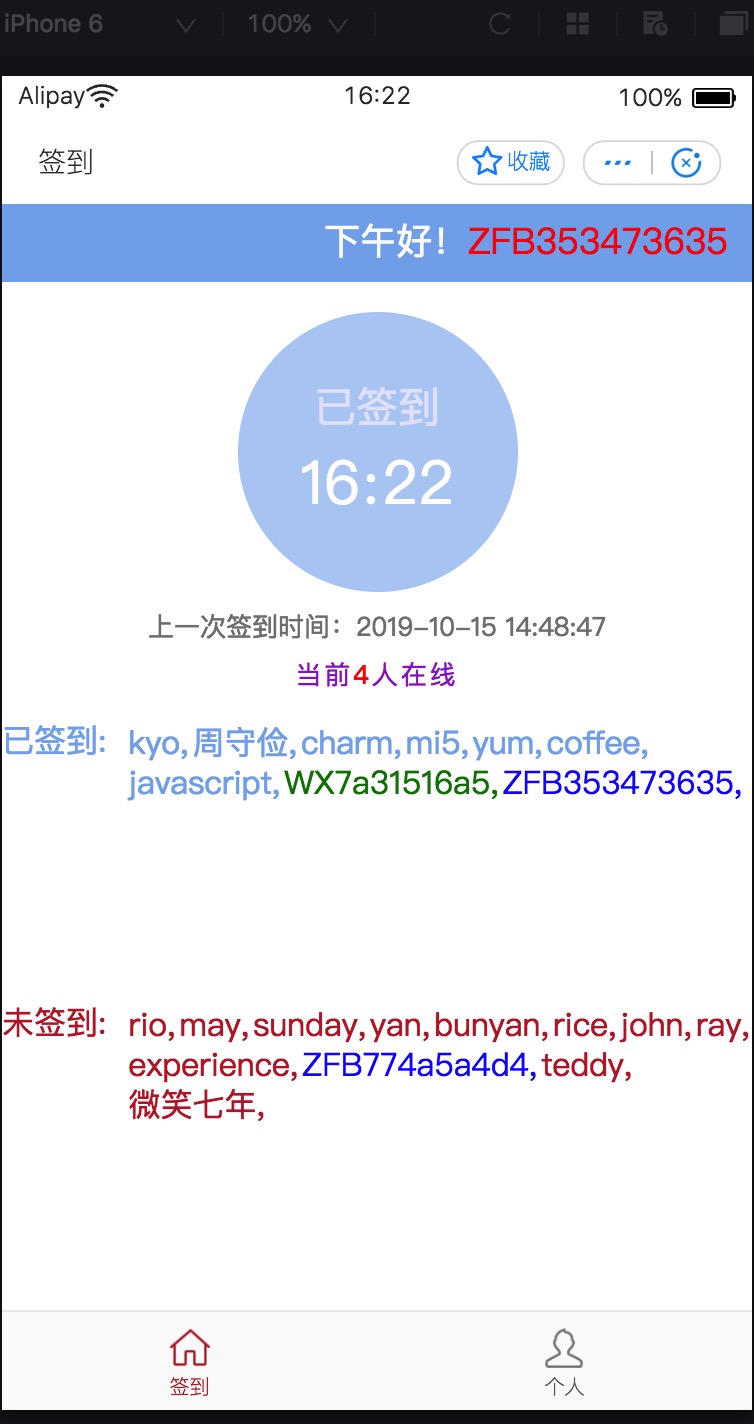 iPhone 6 100%
Alipay 16:22 100%
签到 收藏
下午好！ZFB353473635
已签到
16:22
上一次签到时间：2019-10-15 14:48:47
当前4人在线
已签到: kyo,周守俭,charm,mi5,yum,coffee,
javascript,WX7a31516a5,ZFB353473635,
未签到: rio,may,sunday,yan,bunyan,rice,john,ray,
experience,ZFB774a5a4d4,teddy,
微笑七年,
签到 个人